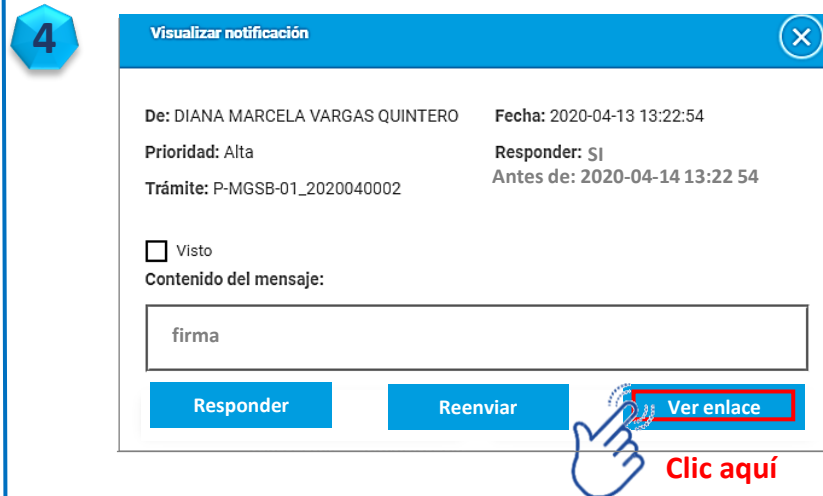 4
Visualizar notificación
De: DIANA MARCELA VARGAS QUINTERO Fecha: 2020-04-13 13:22:54
Prioridad: Alta Responder: SI
Antes de: 2020-04-14 13:22 54
Trámite: P-MGSB-01_2020040002
Visto
Contenido del mensaje:
firma
Responder Reenviar Ver enlace
Clic aquí